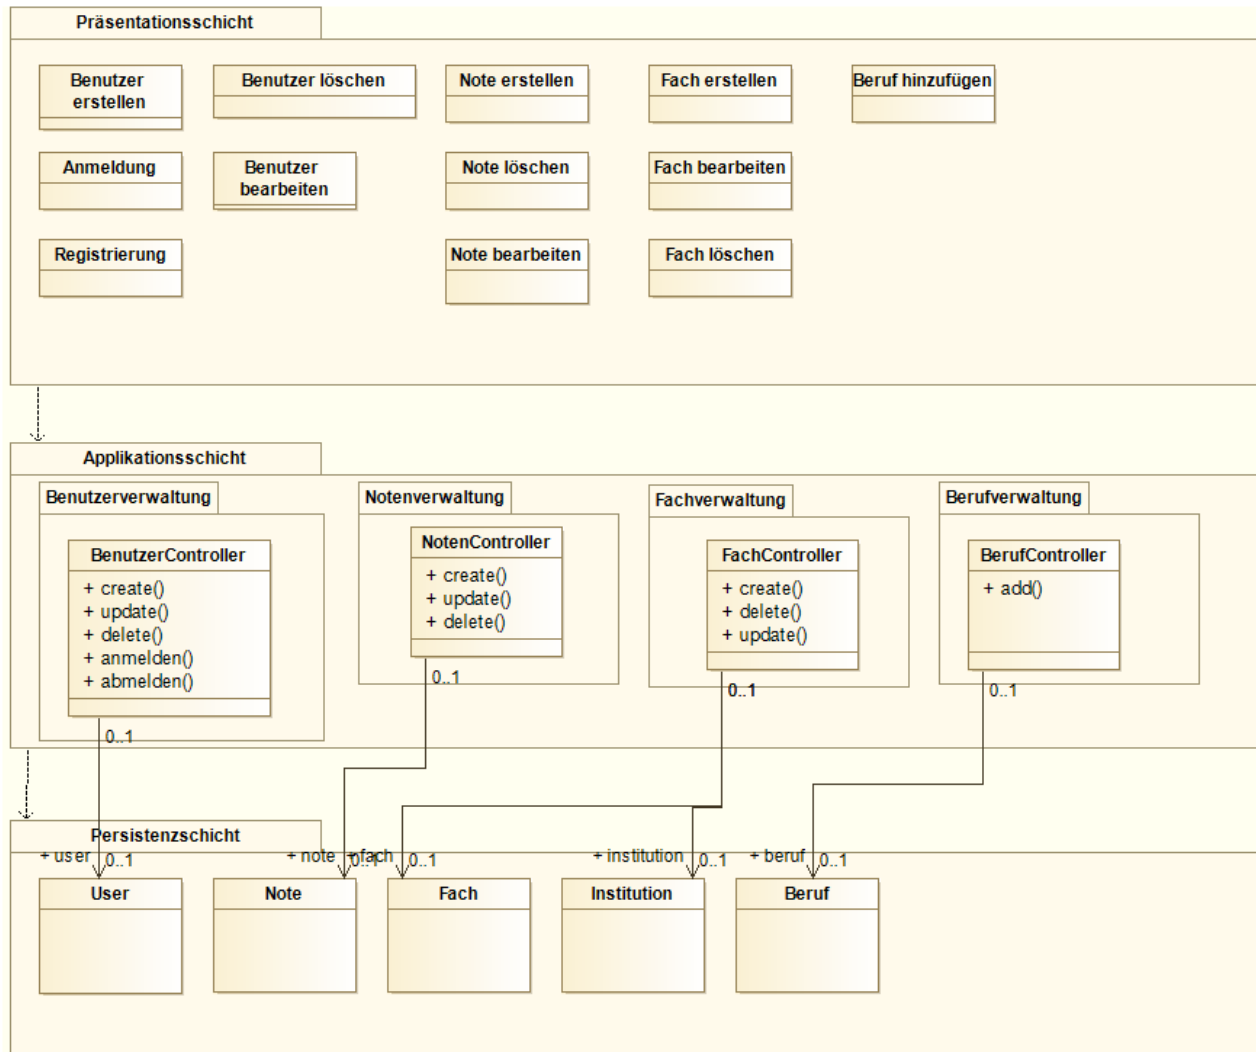 Präsentationsschicht
Benutzer
erstellen
Benutzer löschen
Note erstellen
Fach erstellen
Beruf hinzufügen
Anmeldung
Benutzer
bearbeiten
Note löschen
Fach bearbeiten
Registrierung
Note bearbeiten
Fach löschen
Applikationsschicht
Benutzerverwaltung
BenutzerController
+ create()
+ update()
+ delete()
+ anmelden()
+ abmelden()
0..1
Notenverwaltung
NotenController
+ create()
+ update()
+ delete()
0..1
Fachverwaltung
FachController
+ create()
+ delete()
+ update()
0..1
Berufverwaltung
BerufController
+ add()
0..1
Persistenzschicht
+ user 0..1
+ note 0..1
+ fach 0..1
+ institution 0..1
+ beruf 0..1
User
Note
Fach
Institution
Beruf